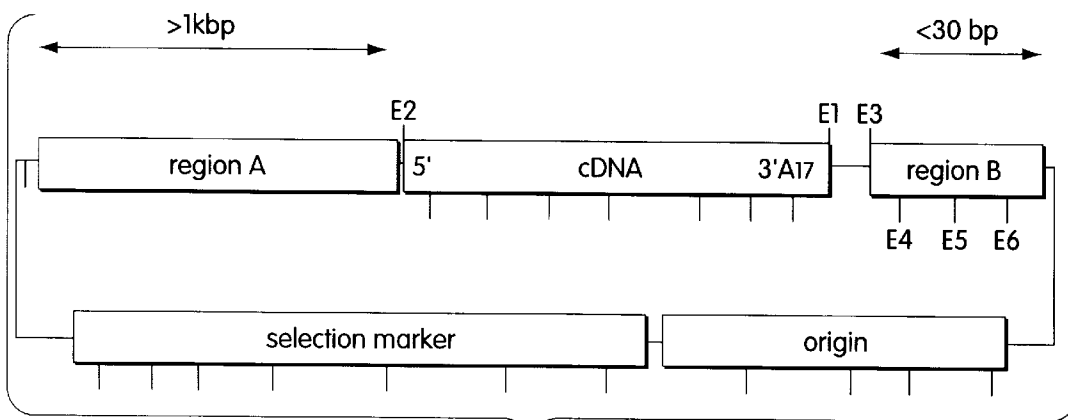 >1kbp
<30 bp
E2
E1
E3
region A
5'
cDNA
3'A17
region B
E4
E5
E6
selection marker
origin